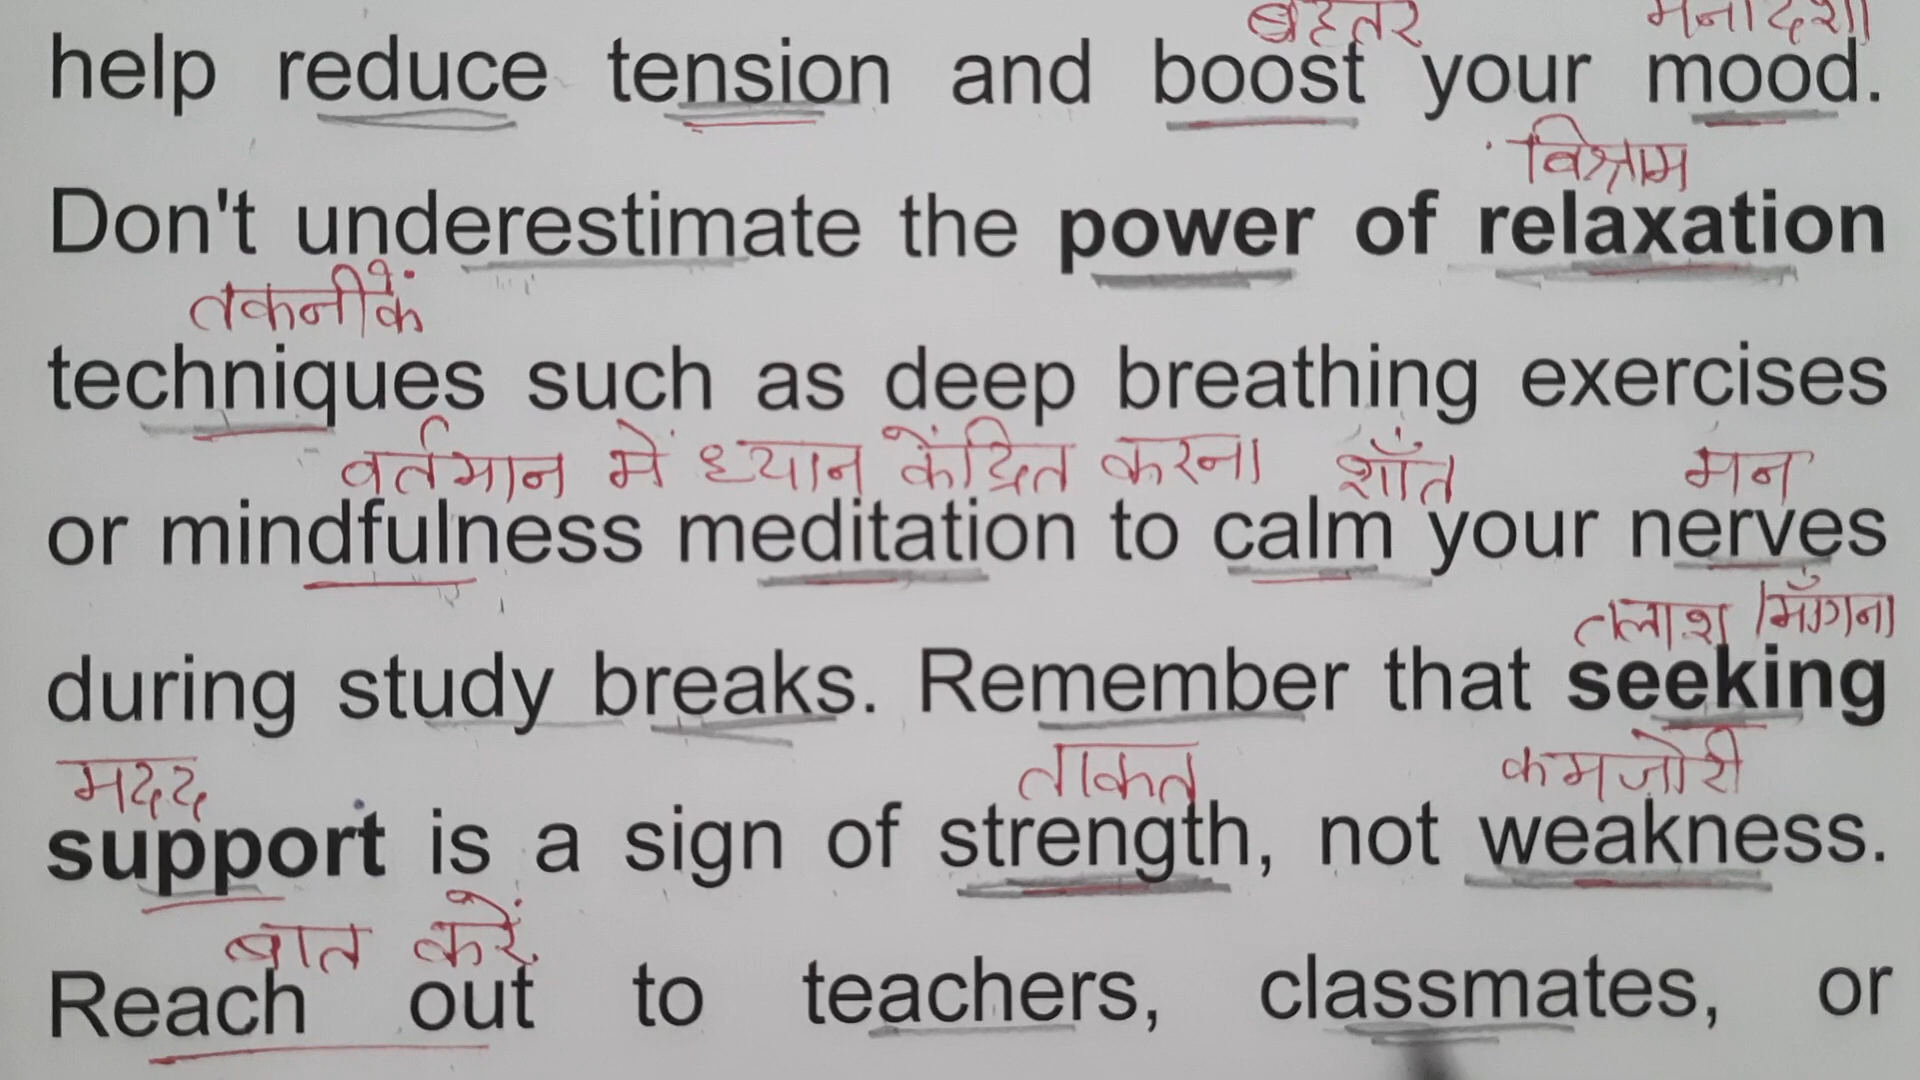 बेहतर मनोदशा
help reduce tension and boost your mood.
विश्राम
Don't underestimate the power of relaxation
तकनीकें
techniques such as deep breathing exercises
वर्तमान में ध्यान केंद्रित करना शाँत मन
or mindfulness meditation to calm your nerves
तलाश /माँगना
during study breaks. Remember that seeking
मदद ताकत कमजोरी
support is a sign of strength, not weakness.
बात करें
Reach out to teachers, classmates, or